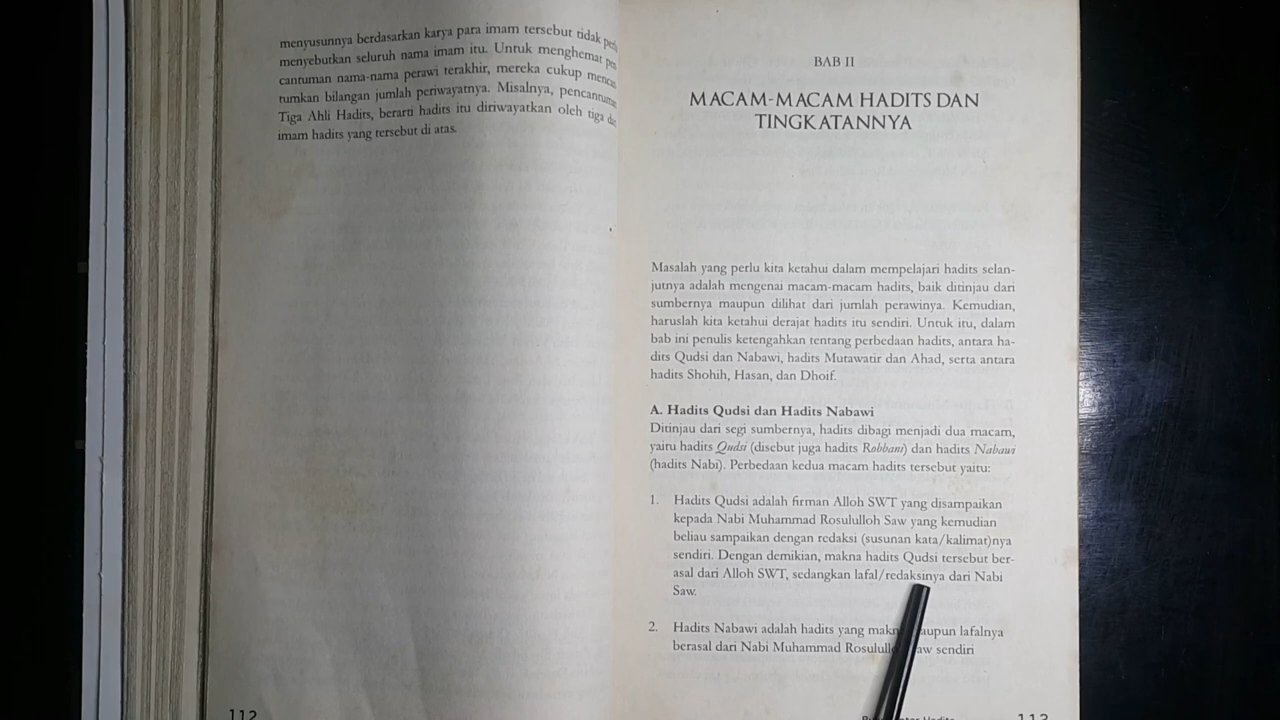 menyusunnya berdasarkan karya para imam tersebut tidak
menyebutkan seluruh nama imam itu. Untuk menghemat pen
cantuman nama-nama perawi terakhir, mereka cukup mencan
tumkan bilangan jumlah periwayatnya. Misalnya, pencantuman
Tiga Ahli Hadits, berarti hadits itu diriwayatkan oleh tiga
imam hadits yang tersebut di atas.
112
BAB II
MACAM-MACAM HADITS DAN
TINGKATANNYA
Masalah yang perlu kita ketahui dalam mempelajari hadits selan-
jutnya adalah mengenai macam-macam hadits, baik ditinjau dari
sumbernya maupun dilihat dari jumlah perawinya. Kemudian,
haruslah kita ketahui derajat hadits itu sendiri. Untuk itu, dalam
bab ini penulis ketengahkan tentang perbedaan hadits, antara ha-
dits Qudsi dan Nabawi, hadits Mutawatir dan Ahad, serta antara
hadits Shohih, Hasan, dan Dhoif.
A. Hadits Qudsi dan Hadits Nabawi
Ditinjau dari segi sumbernya, hadits dibagi menjadi dua macam,
yaitu hadits Qudsi (disebut juga hadits Robbani) dan hadits Nabawi
(hadits Nabi). Perbedaan kedua macam hadits tersebut yaitu:
1. Hadits Qudsi adalah firman Alloh SWT yang disampaikan
kepada Nabi Muhammad Rosululloh Saw yang kemudian
beliau sampaikan dengan redaksi (susunan kata/kalimat)nya
sendiri. Dengan demikian, makna hadits Qudsi tersebut ber-
asal dari Alloh SWT, sedangkan lafal/redaksinya dari Nabi
Saw.
2. Hadits Nabawi adalah hadits yang makn aupun lafalnya
berasal dari Nabi Muhammad Rosulullo aw sendiri
113